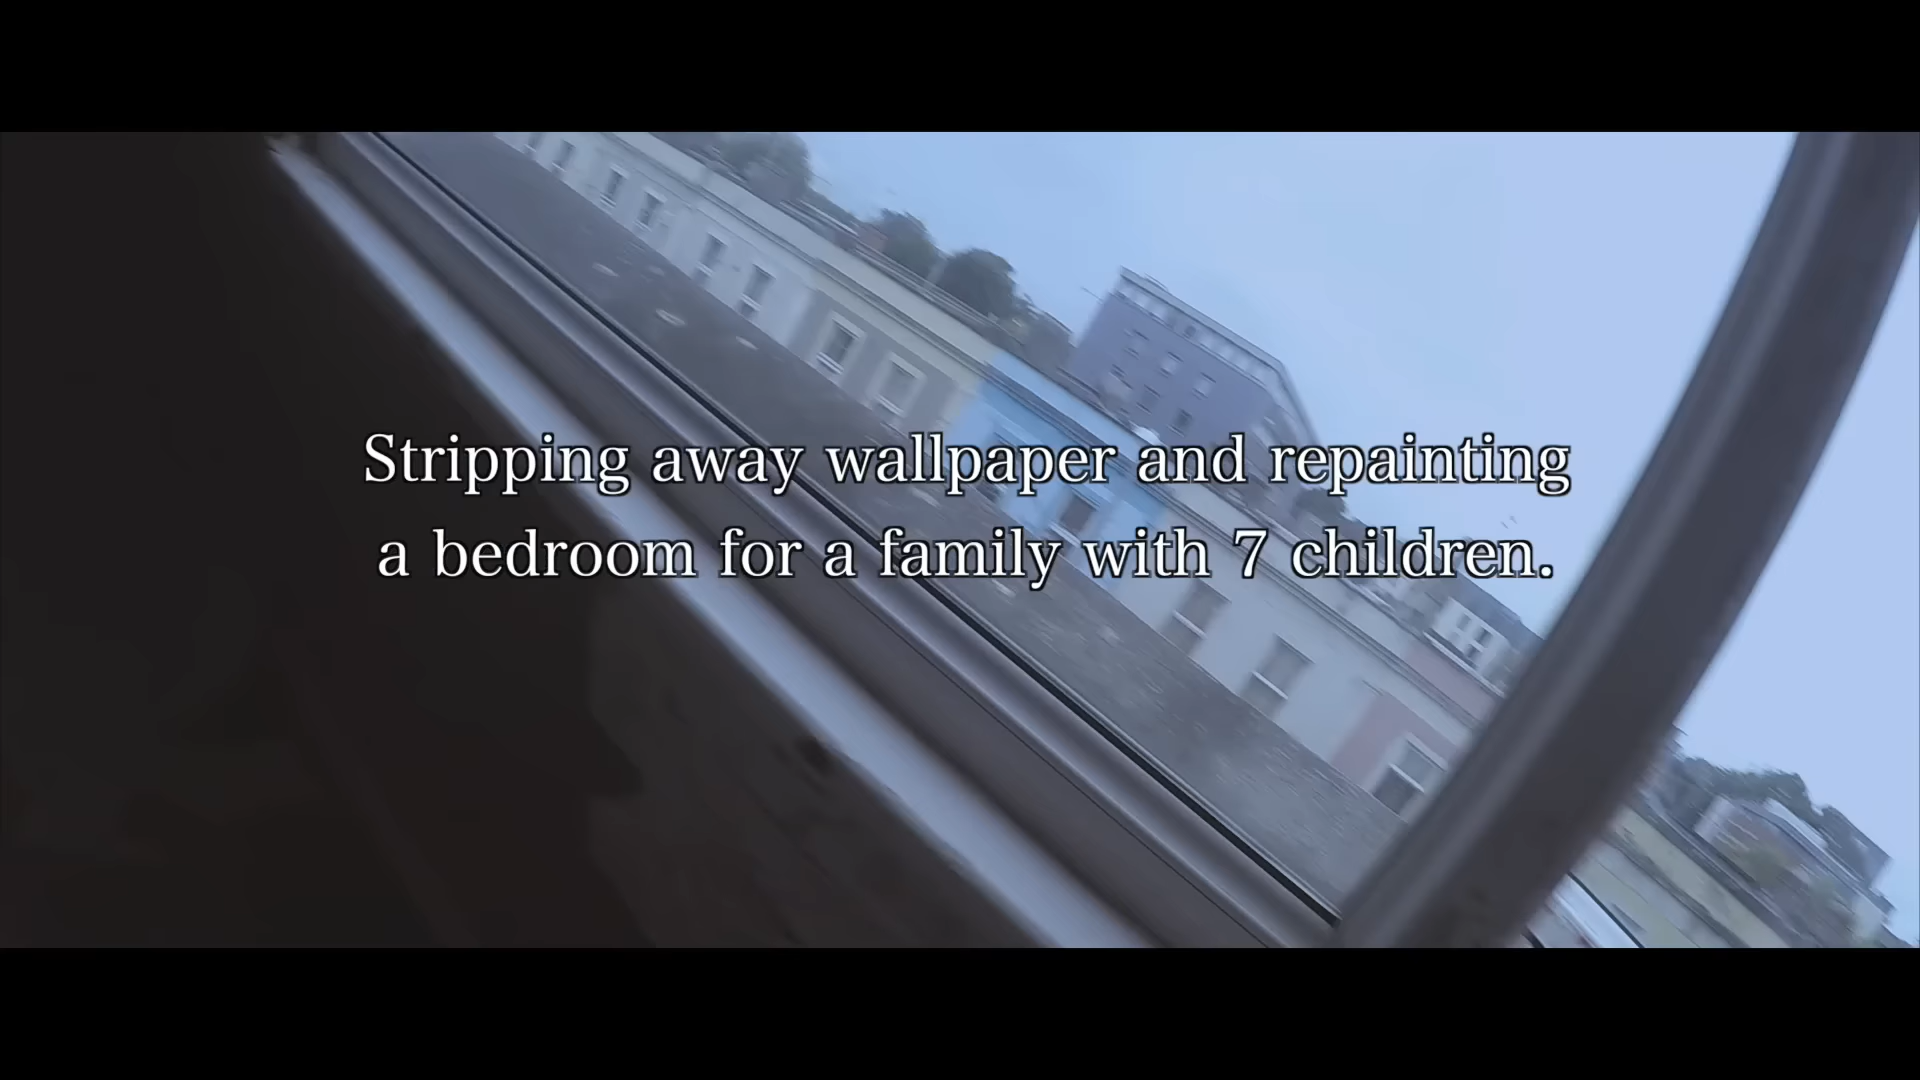 Stripping away wallpaper and repainting
a bedroom for a family with 7 children.